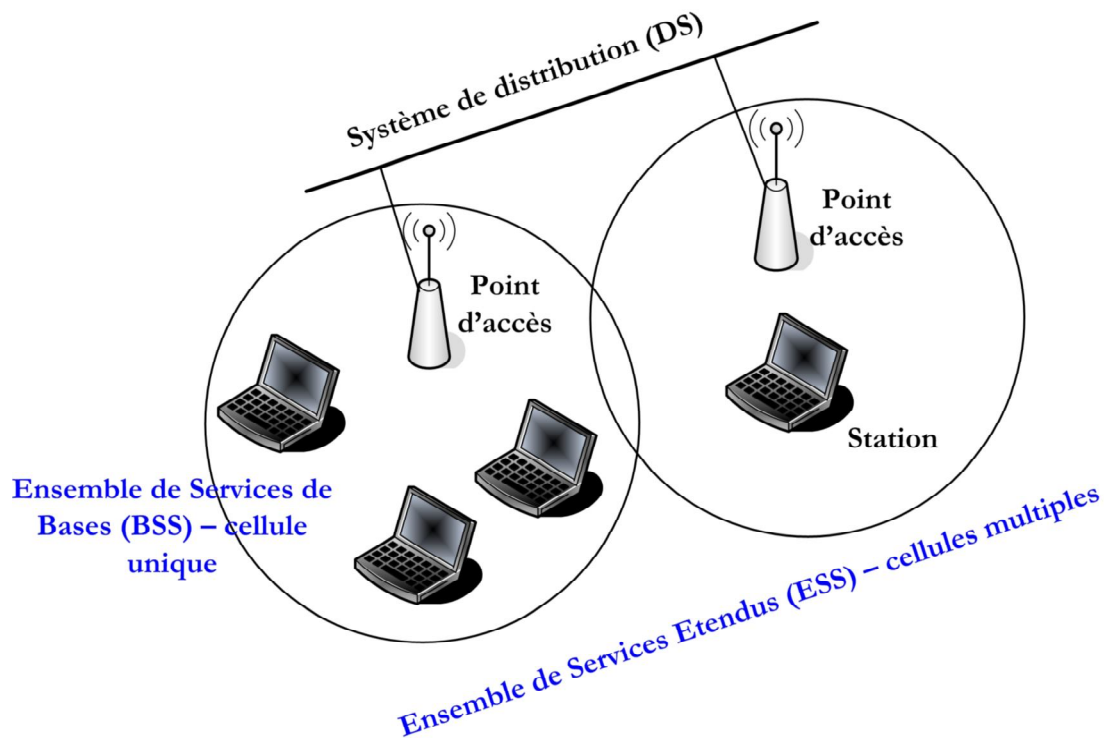 Système de distribution (DS)
Point
d’accès
Point
d’accès
Station
Ensemble de Services de
Bases (BSS) – cellule
unique
Ensemble de Services Etendus (ESS) – cellules multiples